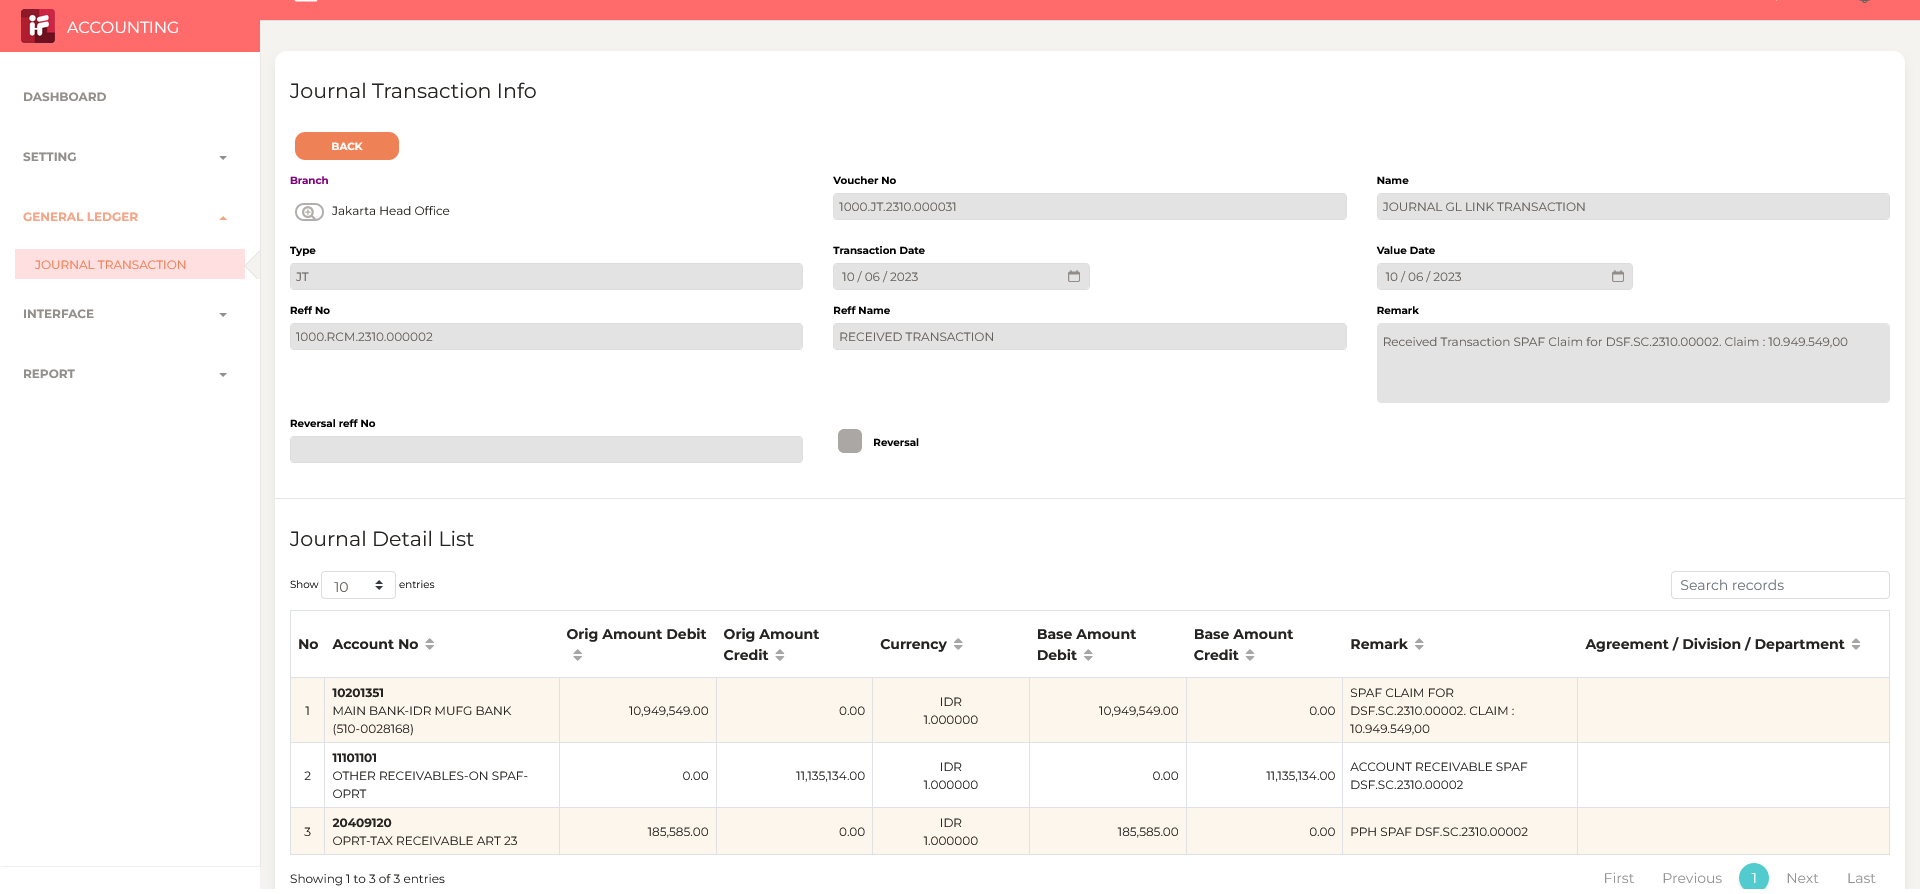 iF ACCOUNTING
DASHBOARD
SETTING
GENERAL LEDGER
JOURNAL TRANSACTION
INTERFACE
REPORT
Journal Transaction Info
BACK
Branch
Jakarta Head Office
Voucher No
1000.JT.2310.000031
Name
JOURNAL GL LINK TRANSACTION
Type
JT
Transaction Date
10 / 06 / 2023
Value Date
10 / 06 / 2023
Reff No
1000.RCM.2310.000002
Reff Name
RECEIVED TRANSACTION
Remark
Received Transaction SPAF Claim for DSF.SC.2310.00002. Claim : 10.949.549,00
Reversal reff No
Reversal
Journal Detail List
Show 10 entries
Search records
No Account No Orig Amount Debit Orig Amount Credit Currency Base Amount Debit Base Amount Credit Remark Agreement / Division / Department
1
10201351
MAIN BANK-IDR MUFG BANK
(510-0028168)
10,949,549.00
0.00
IDR
1.000000
10,949,549.00
0.00
SPAF CLAIM FOR
DSF.SC.2310.00002. CLAIM :
10.949.549,00
2
11101101
OTHER RECEIVABLES-ON SPAF-
OPRT
0.00
11,135,134.00
IDR
1.000000
0.00
11,135,134.00
ACCOUNT RECEIVABLE SPAF
DSF.SC.2310.00002
3
20409120
OPRT-TAX RECEIVABLE ART 23
185,585.00
0.00
IDR
1.000000
185,585.00
0.00
PPH SPAF DSF.SC.2310.00002
Showing 1 to 3 of 3 entries
First Previous 1 Next Last